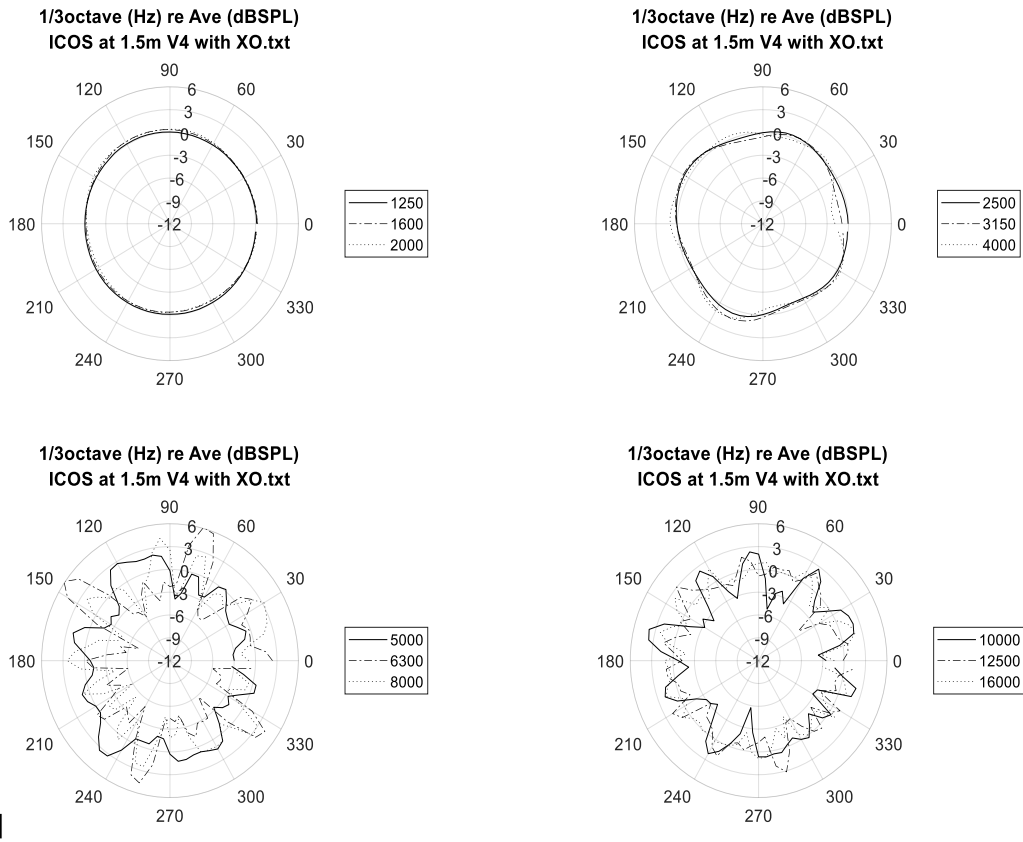 1/3octave (Hz) re Ave (dBSPL)
ICOS at 1.5m V4 with XO.txt
90
120 6 60
3
150 0 30
-3
-6
-9
180 -12 0
210 330
240 300
270
1250
1600
2000
1/3octave (Hz) re Ave (dBSPL)
ICOS at 1.5m V4 with XO.txt
90
120 6 60
3
150 0 30
-3
-6
-9
180 -12 0
210 330
240 300
270
2500
3150
4000
1/3octave (Hz) re Ave (dBSPL)
ICOS at 1.5m V4 with XO.txt
90
120 6 60
3
150 0 30
-3
-6
-9
180 -12 0
210 330
240 300
270
5000
6300
8000
1/3octave (Hz) re Ave (dBSPL)
ICOS at 1.5m V4 with XO.txt
90
120 6 60
3
150 0 30
-3
-6
-9
180 -12 0
210 330
240 300
270
10000
12500
16000